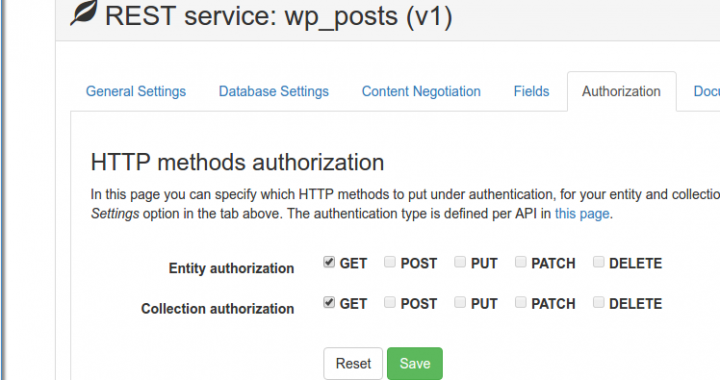 REST service: wp_posts (v1)
General Settings Database Settings Content Negotiation Fields Authorization
HTTP methods authorization
In this page you can specify which HTTP methods to put under authentication, for your entity and
Settings option in the tab above. The authentication type is defined per API in this page.
Entity authorization GET POST PUT PATCH DELETE
Collection authorization GET POST PUT PATCH DELETE
Reset Save